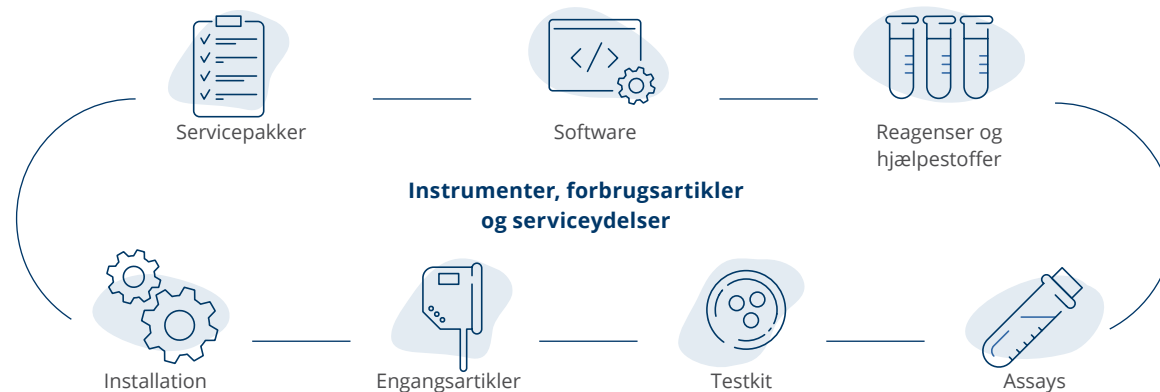 Servicepakker
Software
Reagenser og
hjælpestoffer
Instrumenter, forbrugsartikler
og serviceydelser
Installation
Engangsartikler
Testkit
Assays